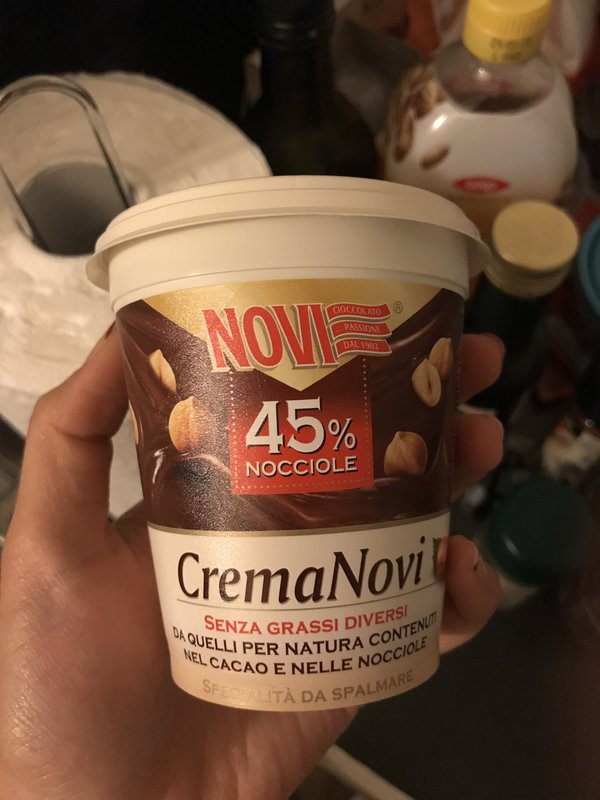 NOVI
CIOCCOLATO
PASSIONE
DAL 1903
®
45%
NOCCIOLE
CremaNovi
SENZA GRASSI DIVERSI
DA QUELLI PER NATURA CONTENUTI
NEL CACAO E NELLE NOCCIOLE
SPECIALITÀ DA SPALMARE